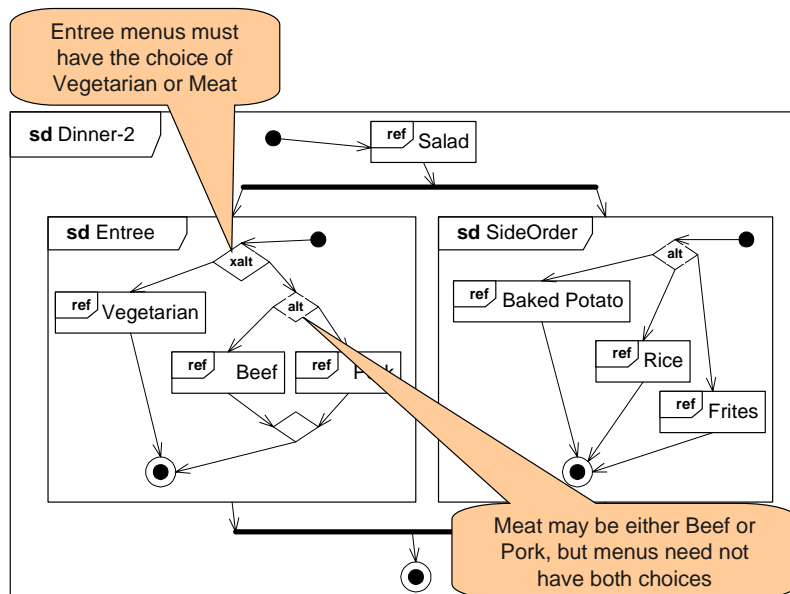 Entree menus must
have the choice of
Vegetarian or Meat
sd Dinner-2
ref Salad
sd Entree
xalt
ref Vegetarian
alt
ref Beef
ref
sd SideOrder
alt
ref Baked Potato
ref Rice
ref Frites
Meat may be either Beef or
Pork, but menus need not
have both choices